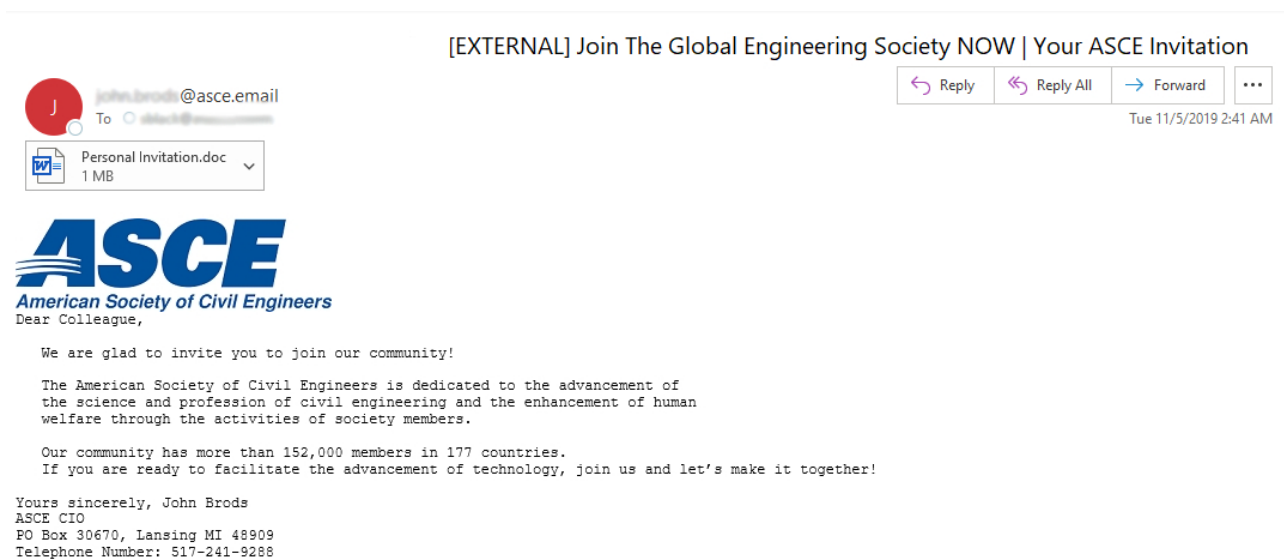 [EXTERNAL] Join The Global Engineering Society NOW | Your ASCE Invitation
Reply
Reply All
Forward
J
@asce.email
To
Tue 11/5/2019 2:41 AM
Personal Invitation.doc
1 MB
ASCE
American Society of Civil Engineers
Dear Colleague,
We are glad to invite you to join our community!
The American Society of Civil Engineers is dedicated to the advancement of
the science and profession of civil engineering and the enhancement of human
welfare through the activities of society members.
Our community has more than 152,000 members in 177 countries.
If you are ready to facilitate the advancement of technology, join us and let's make it together!
Yours sincerely, John Brods
ASCE CIO
PO Box 30670, Lansing MI 48909
Telephone Number: 517-241-9288